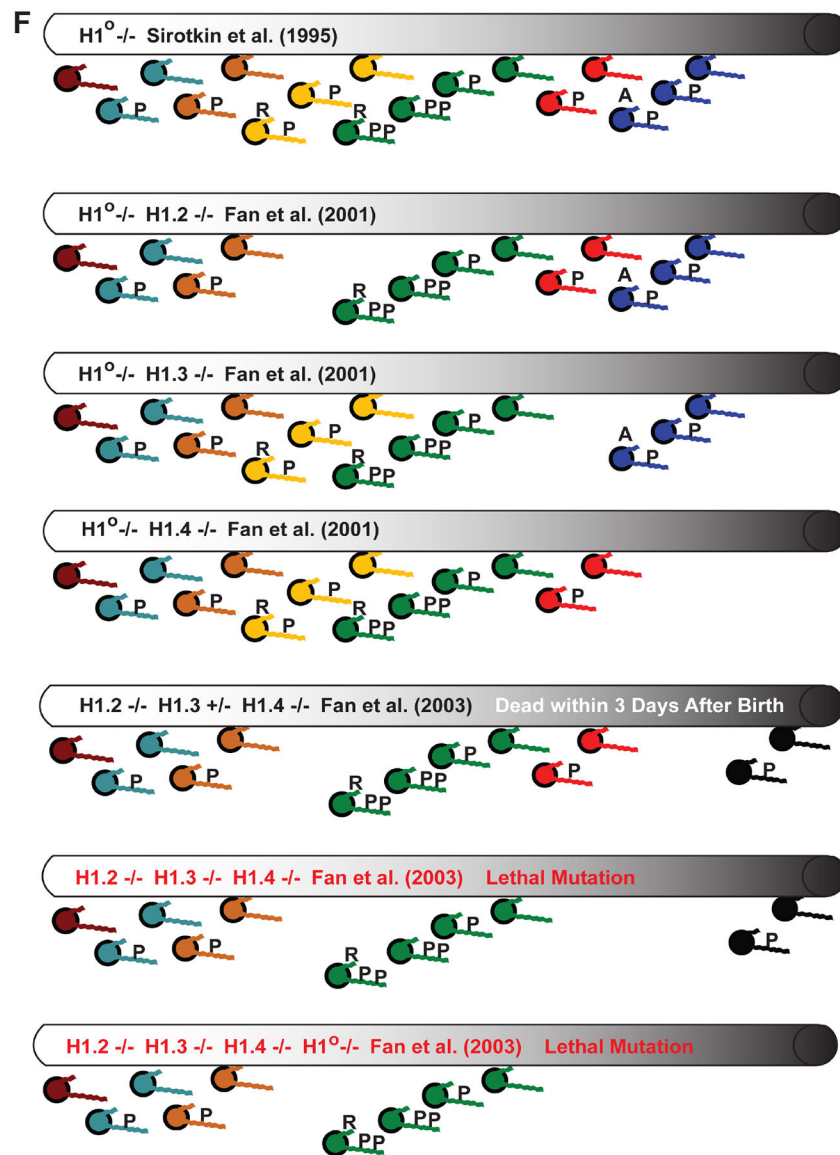 F
H1° -/- Sirotkin et al. (1995)
P P R P P R P PP PP P P A P P
H1°-/- H1.2 -/- Fan et al. (2001)
P P R PP PP P P A P P
H1°-/- H1.3 -/- Fan et al. (2001)
P P R P P R PP PP P A P P
H1°-/- H1.4 -/- Fan et al. (2001)
P P R P P R PP PP P P
H1.2 -/- H1.3 +/- H1.4 -/- Fan et al. (2003) Dead within 3 Days After Birth
P P R PP PP P P P
H1.2 -/- H1.3 -/- H1.4 -/- Fan et al. (2003) Lethal Mutation
P P R PP PP P P
H1.2 -/- H1.3 -/- H1.4 -/- H1°-/- Fan et al. (2003) Lethal Mutation
P P R PP PP P